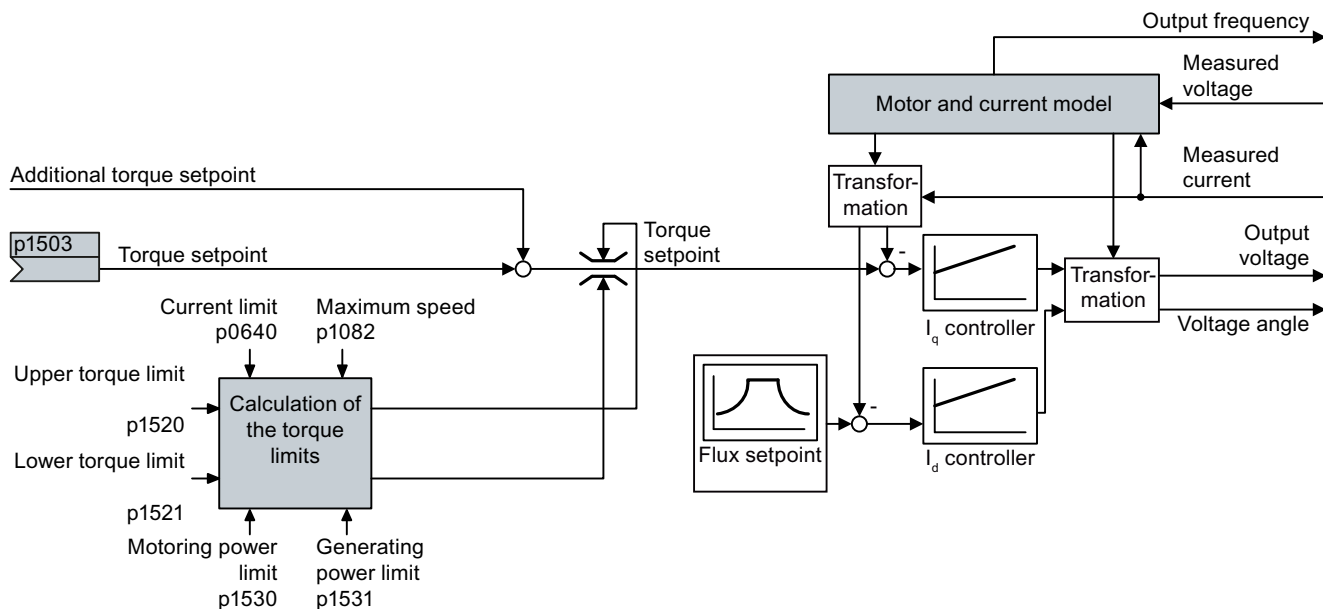 Output frequency
Measured
voltage
Motor and current model
Measured
current
Additional torque setpoint
Transfor-
mation
p1503
Torque setpoint
Torque
setpoint
-
Output
voltage
Transfor-
mation
Voltage angle
Iq controller
Current limit
p0640
Maximum speed
p1082
Upper torque limit
p1520
Calculation of
the torque
limits
Lower torque limit
p1521
-
Flux setpoint
Id controller
Motoring power
limit
p1530
Generating
power limit
p1531